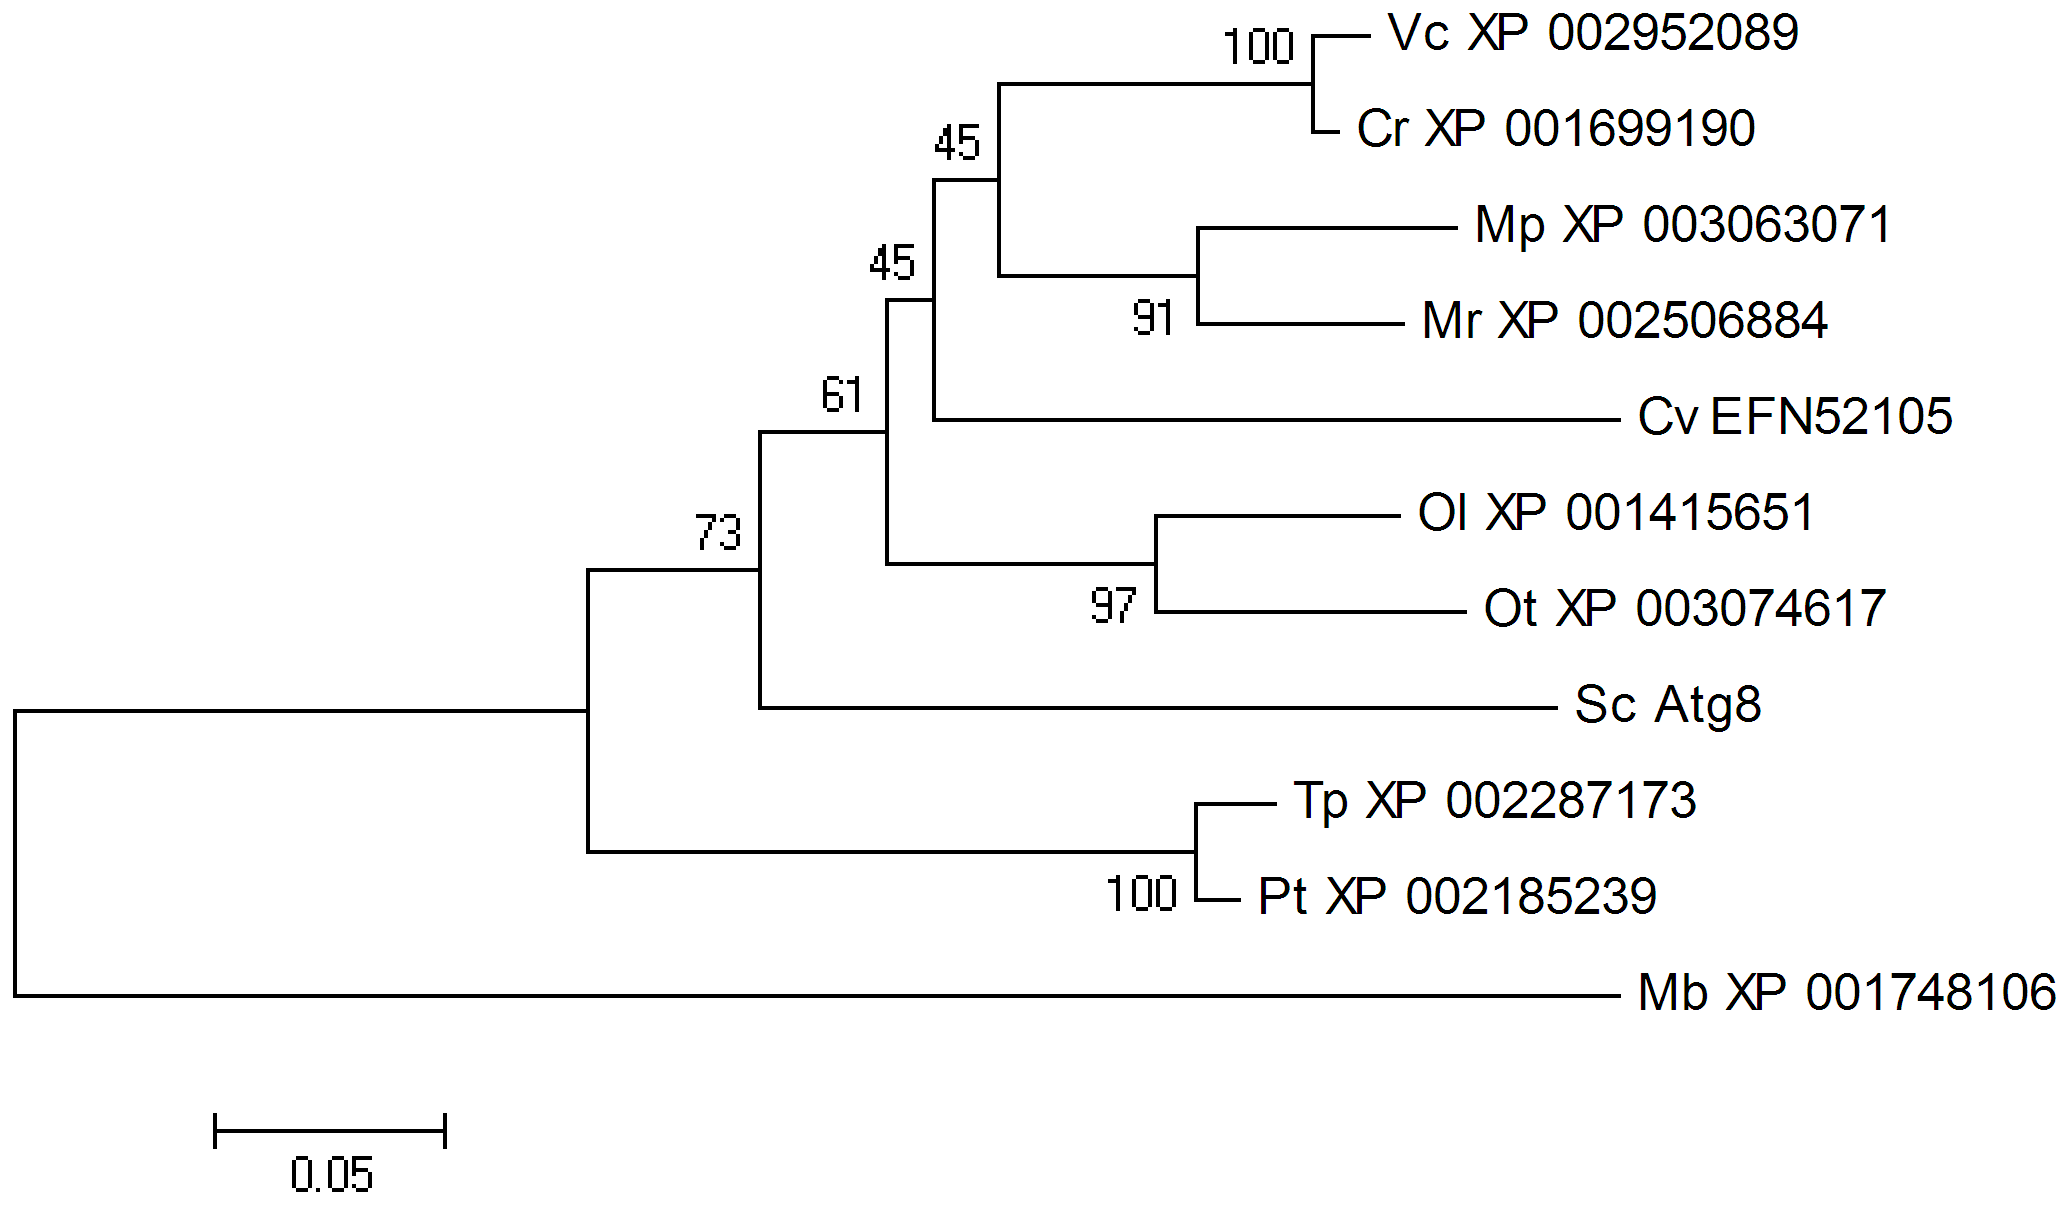 100
Vc XP 002952089
Cr XP 001699190
45
Mp XP 003063071
45
91
Mr XP 002506884
61
Cv EFN52105
73
Ol XP 001415651
97
Ot XP 003074617
Sc Atg8
Tp XP 002287173
100
Pt XP 002185239
Mb XP 001748106
0.05